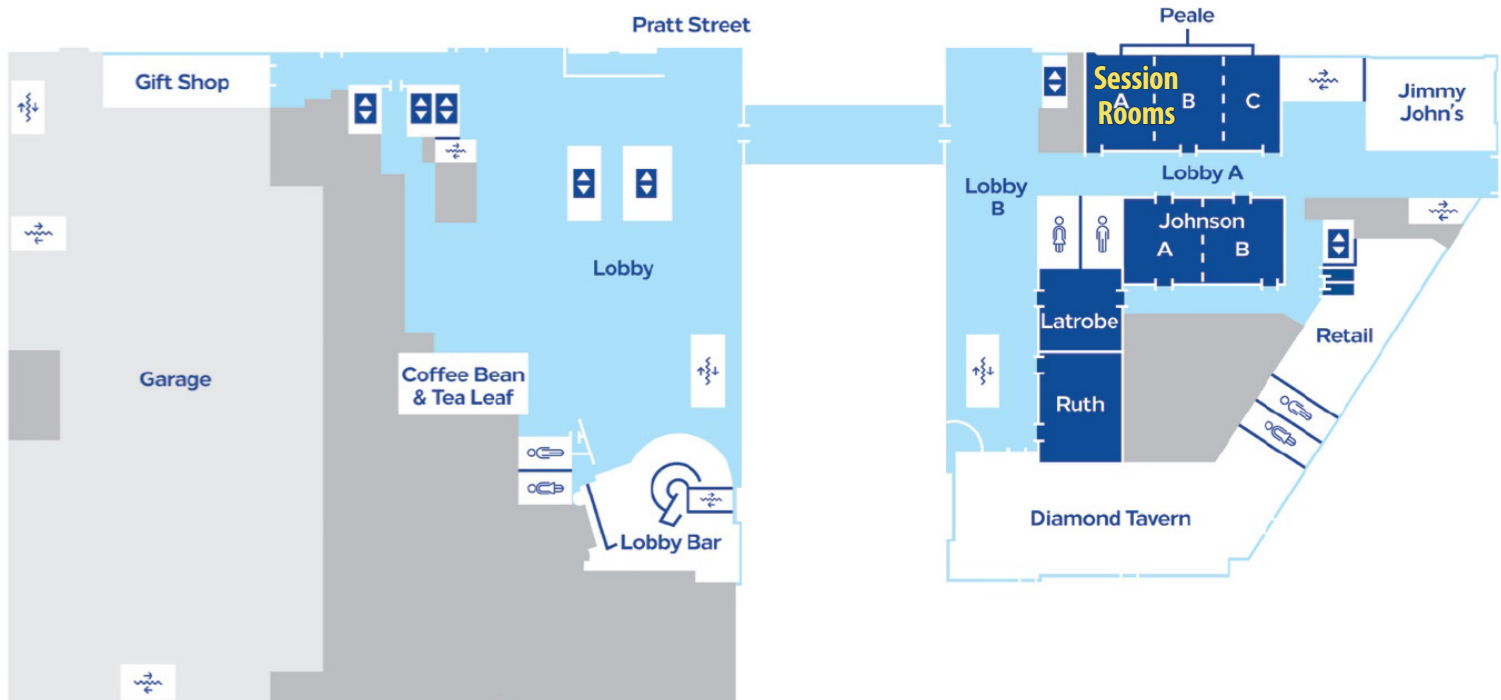 Pratt Street
Peale
Gift Shop
Session
Rooms
A
B
C
Jimmy
John's
Lobby A
Lobby
B
Johnson
A
B
Lobby
Latrobe
Retail
Garage
Coffee Bean
& Tea Leaf
Ruth
Diamond Tavern
Lobby Bar